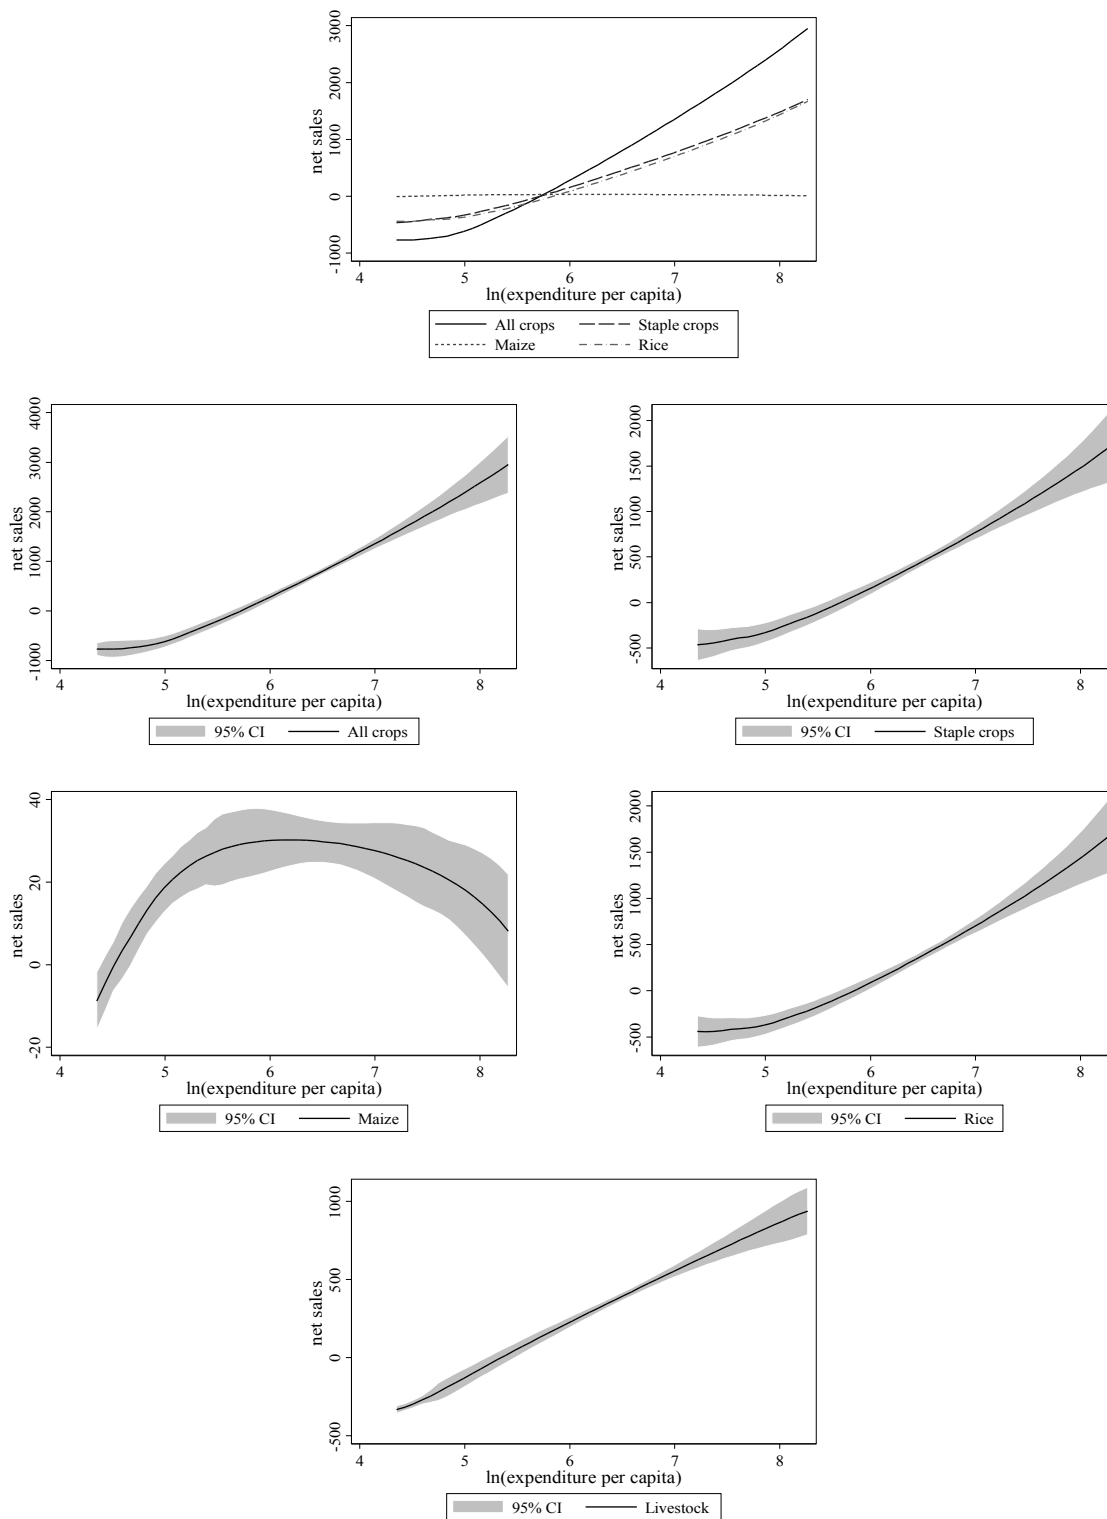 3000
2000
1000
0
-1000
net sales
4 5 6 7 8
ln(expenditure per capita)
All crops Staple crops
Maize Rice
4000
3000
2000
1000
0
-1000
net sales
4 5 6 7 8
ln(expenditure per capita)
95% CI All crops
2000
1500
1000
500
0
-500
net sales
4 5 6 7 8
ln(expenditure per capita)
95% CI Staple crops
40
20
0
-20
net sales
4 5 6 7 8
ln(expenditure per capita)
95% CI Maize
2000
1500
1000
500
0
-500
net sales
4 5 6 7 8
ln(expenditure per capita)
95% CI Rice
1000
500
0
-500
net sales
4 5 6 7 8
ln(expenditure per capita)
95% CI Livestock